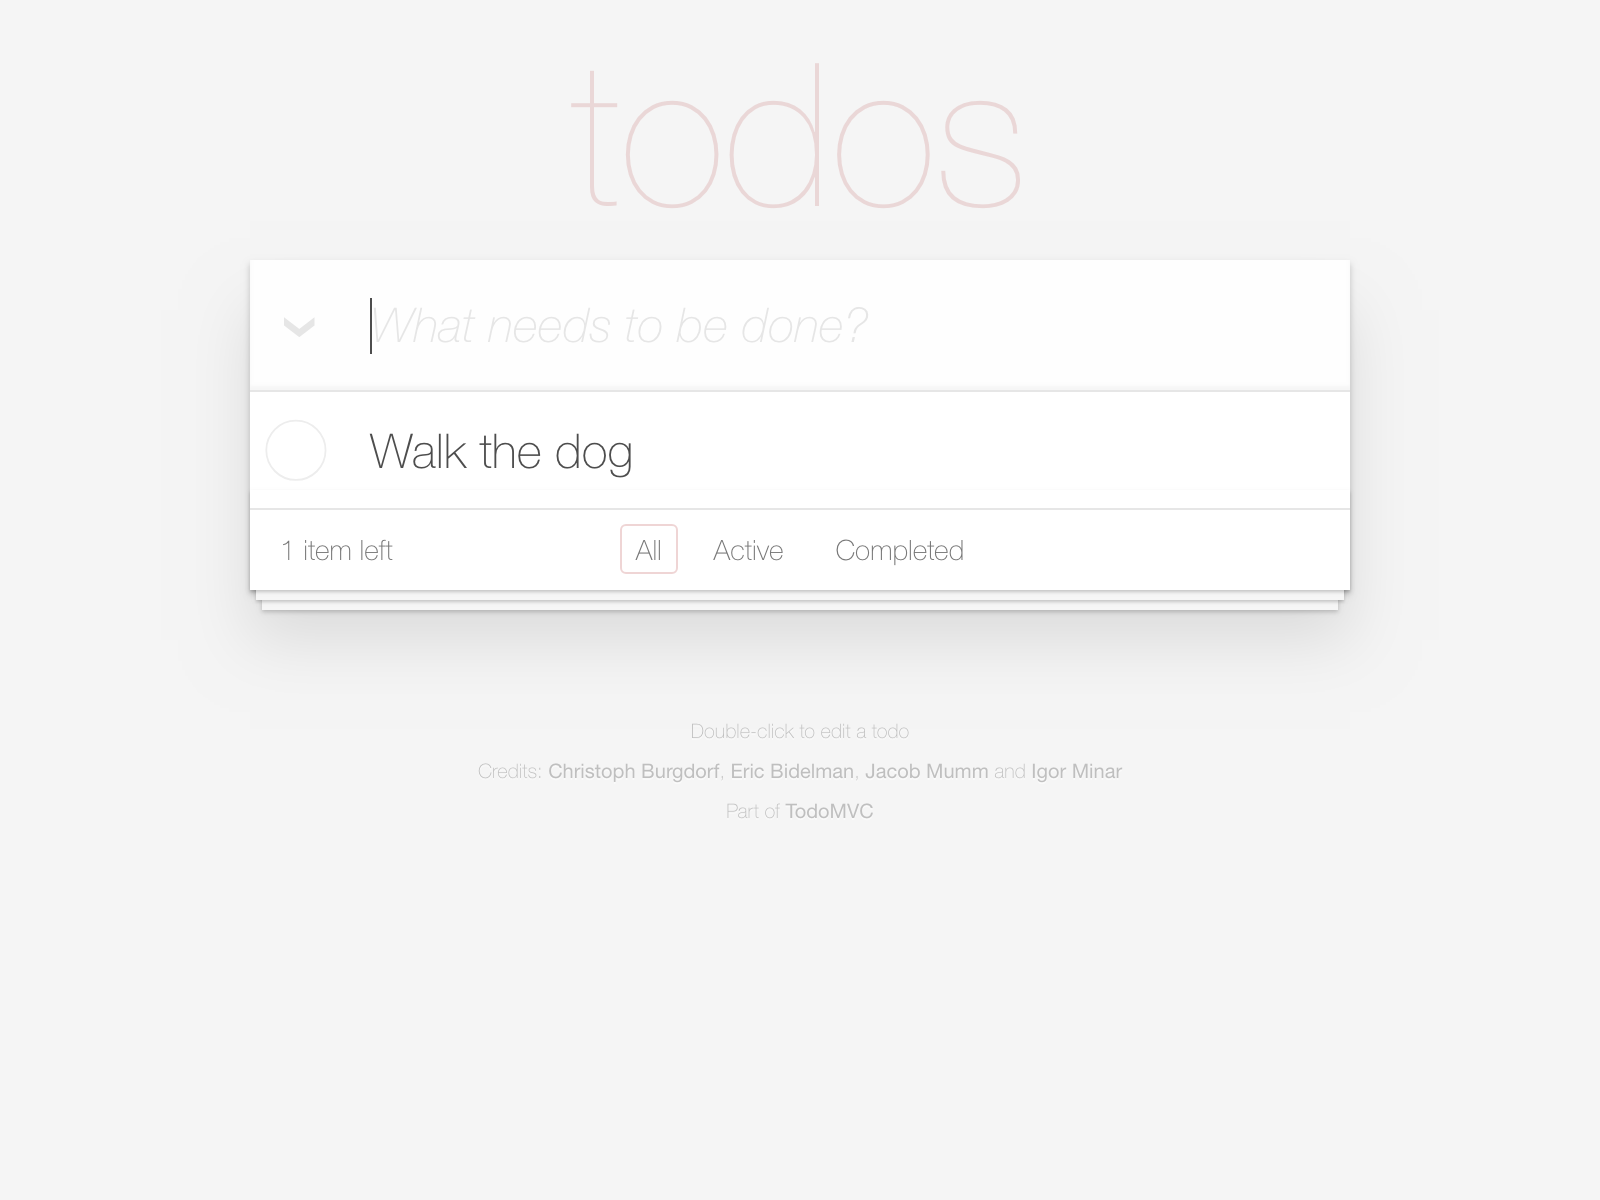 todos
What needs to be done?
Walk the dog
1 item left All Active Completed
Double-click to edit a todo
Credits: Christoph Burgdorf, Eric Bidelman, Jacob Mumm and Igor Minar
Part of TodoMVC